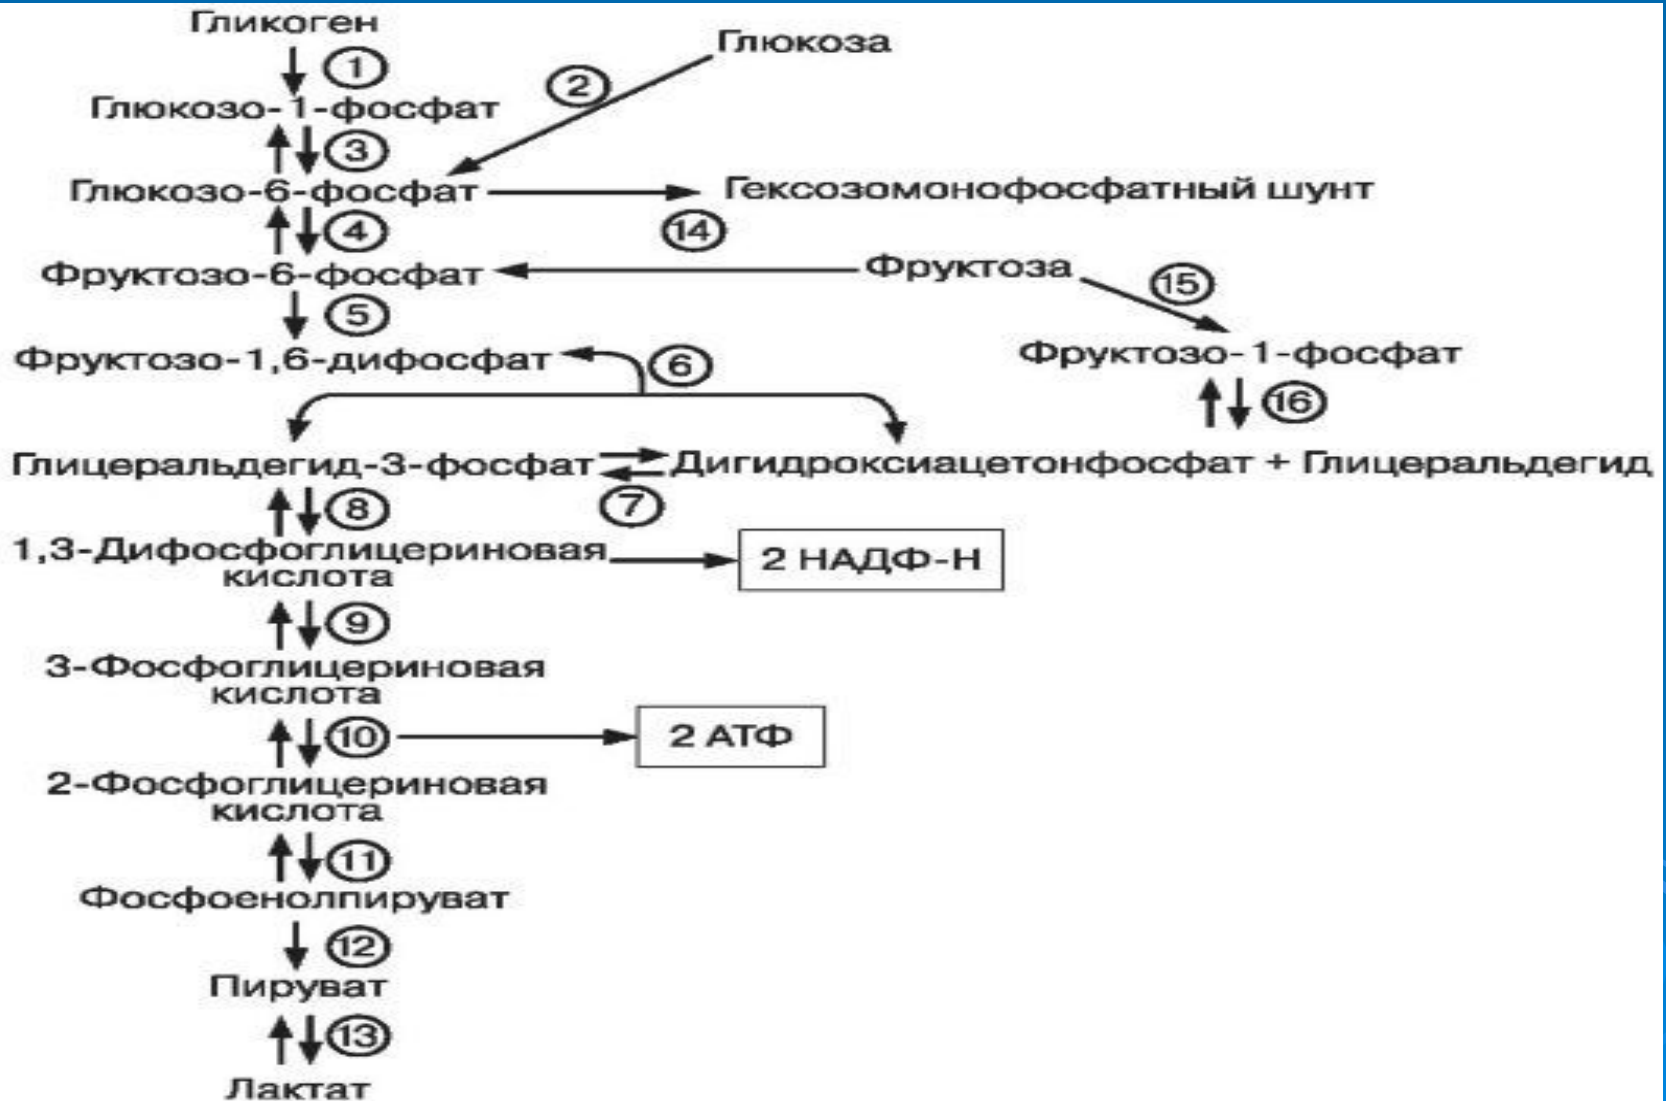 Гликоген
Глюкоза
1
2
Глюкозо-1-фосфат
3
Глюкозо-6-фосфат
Гексозомонофосфатный шунт
4
14
Фруктозо-6-фосфат
Фруктоза
15
5
Фруктозо-1,6-дифосфат
6
Фруктозо-1-фосфат
16
Глицеральдегид-3-фосфат
Дигидроксиацетонфосфат + Глицеральдегид
7
8
1,3-Дифосфоглицериновая
кислота
2 НАДФ-Н
9
3-Фосфоглицериновая
кислота
10
2 АТФ
2-Фосфоглицериновая
кислота
11
Фосфоенолпируват
12
Пируват
13
Лактат